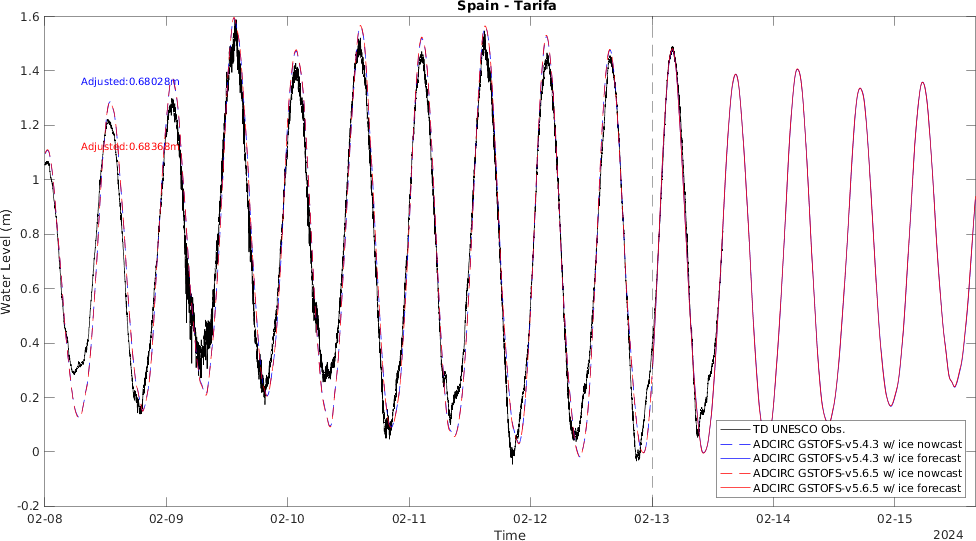 Spain - Tarifa
1.6
1.4
1.2
1
0.8
0.6
0.4
0.2
0
-0.2
Water Level (m)
Adjusted:0.68028m
Adjusted:0.68368m
TD UNESCO Obs.
ADCIRC GSTOFS-v5.4.3 w/ ice nowcast
ADCIRC GSTOFS-v5.4.3 w/ ice forecast
ADCIRC GSTOFS-v5.6.5 w/ ice nowcast
ADCIRC GSTOFS-v5.6.5 w/ ice forecast
02-08 02-09 02-10 02-11 02-12 02-13 02-14 02-15
Time
2024